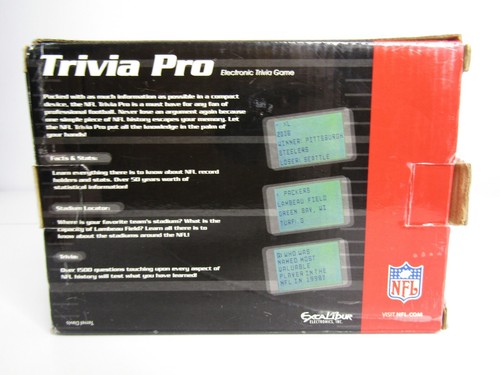 Trivia Pro Electronic Trivia Game
Packed with as much information as possible in a compact
device, the NFL Trivia Pro is a must have for any fan of
professional football. Never lose an argument again because
one simple piece of NFL history escapes your memory. Let
the NFL Trivia Pro put all the knowledge in the palm of
your hands!
Facts & Stats:
Learn everything there is to know about NFL record
holders and stats. Over 50 years worth of
statistical information!
Stadium Locator:
Where is your favorite team's stadium? What is the
capacity of Lambeau Field? Learn all there is to
know about the stadiums around the NFL!
Trivia:
Over 1500 questions touching upon every aspect of
NFL history will test what you have learned!
WINNER: PITTSBURGH
STEELERS
LOSER: SEATTLE
PACKERS
LAMBEAU FIELD
GREEN BAY, WI
WHO WAS
NAMED MOST
VALUABLE
PLAYER IN THE
NFL IN
NFL
VISIT NFL.COM
EXCALIBUR
ELECTRONICS, INC.
Terrell Davis